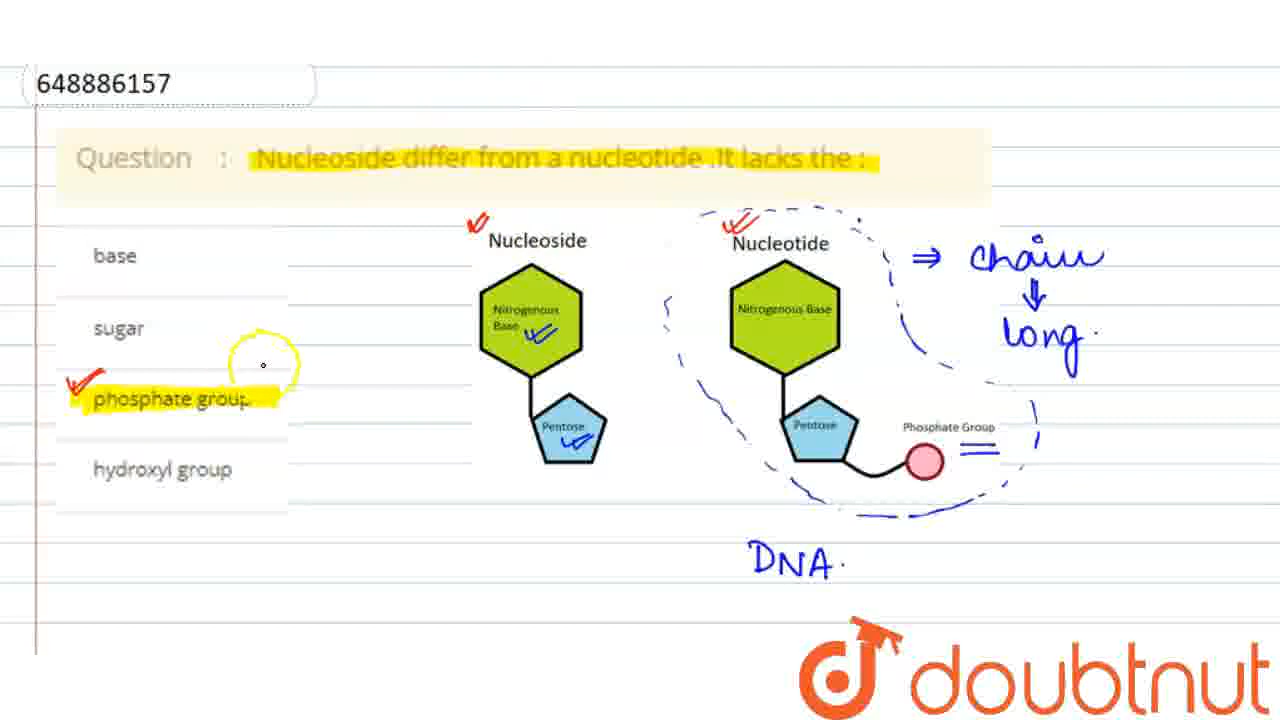 648886157
Question : Nucleoside differ from a nucleotide .It lacks the :
base
sugar
phosphate group
hydroxyl group
Nucleoside
Nitrogenous
Base
Pentose
Nucleotide
Nitrogenous Base
Pentose
Phosphate Group
⇒ chain
⇓
long.
DNA.
doubtnut